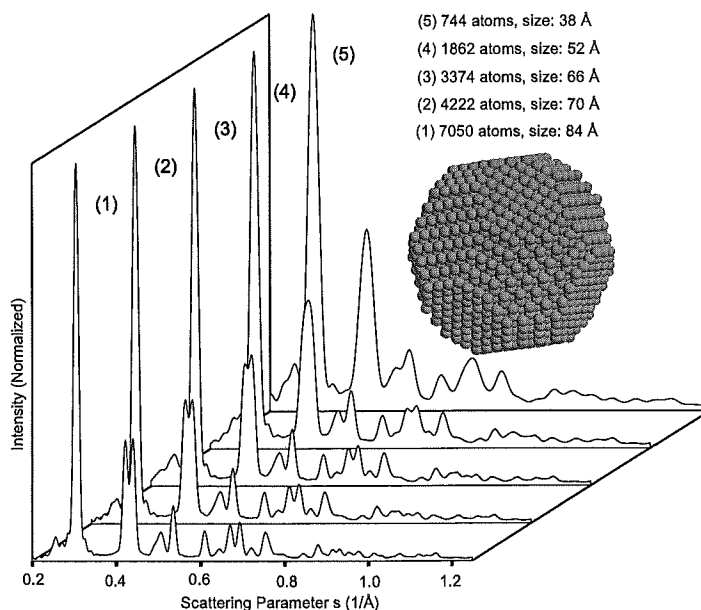 (5) 744 atoms, size: 38 Å
(4) 1862 atoms, size: 52 Å
(3) 3374 atoms, size: 66 Å
(2) 4222 atoms, size: 70 Å
(1) 7050 atoms, size: 84 Å
(5)
(4)
(3)
(2)
(1)
Intensity (Normalized)
0.2 0.4 0.6 0.8 1.0 1.2
Scattering Parameter s (1/Å)